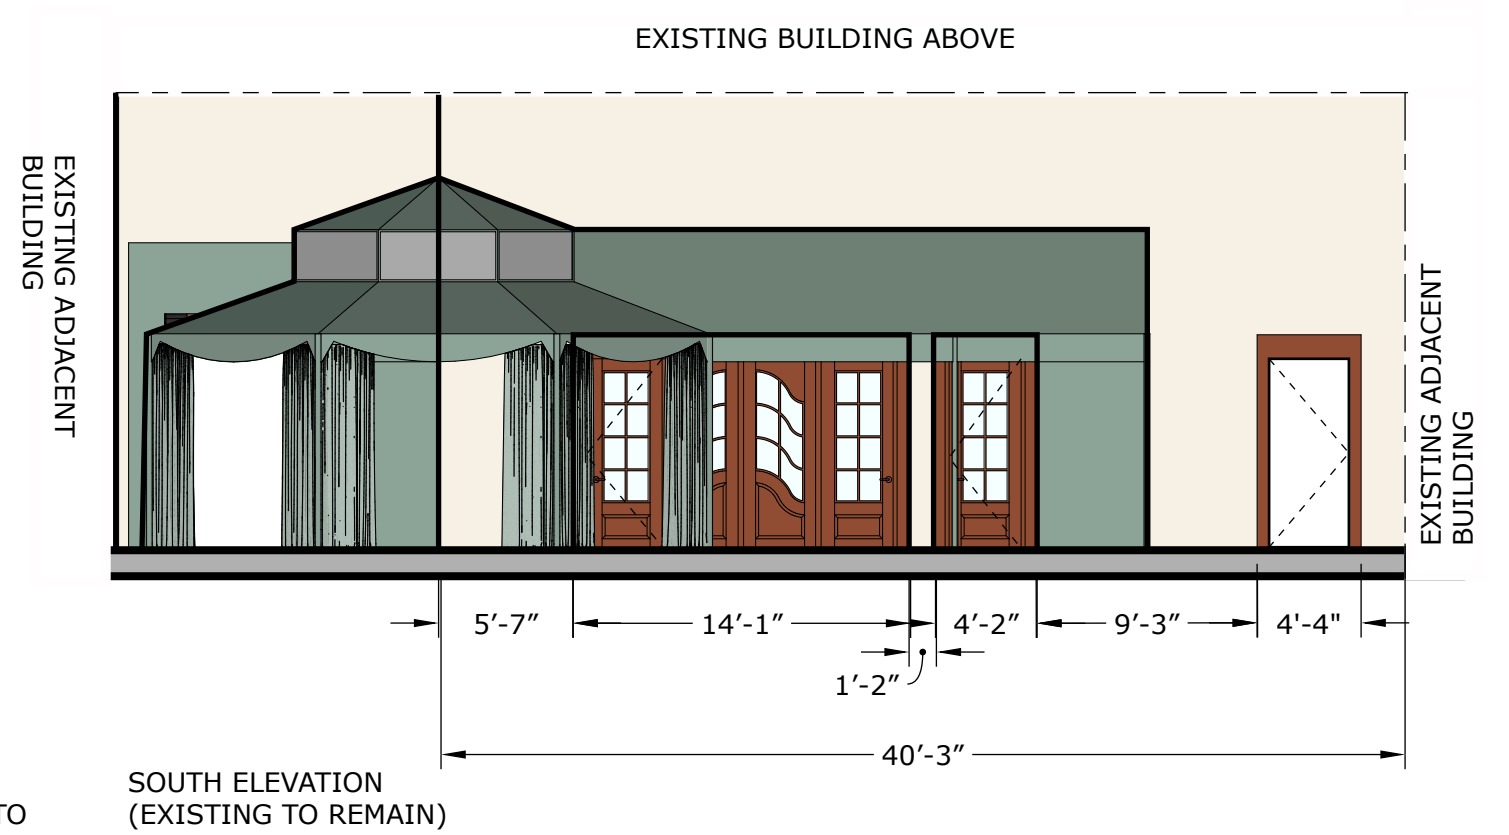 EXISTING BUILDING ABOVE
EXISTING ADJACENT
BUILDING
EXISTING ADJACENT
BUILDING
5’-7”
14’-1”
4’-2”
9’-3”
4'-4"
1’-2”
40’-3”
SOUTH ELEVATION
(EXISTING TO REMAIN)
TO